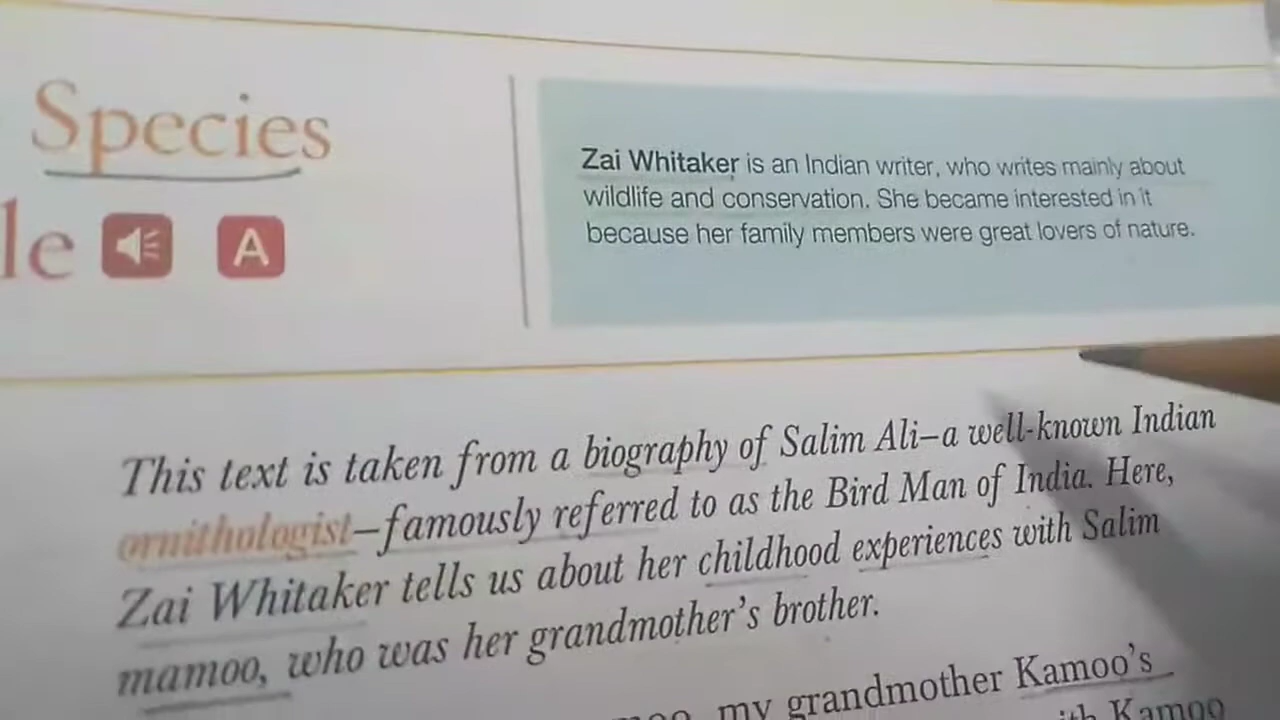 Species
le
A
Zai Whitaker is an Indian writer, who writes mainly about
wildlife and conservation. She became interested in it
because her family members were great lovers of nature.
This text is taken from a biography of Salim Ali–a well-known Indian
ornithologist–famously referred to as the Bird Man of India. Here,
Zai Whitaker tells us about her childhood experiences with Salim
mamoo, who was her grandmother's brother.
my grandmother Kamoo's
Kamoo